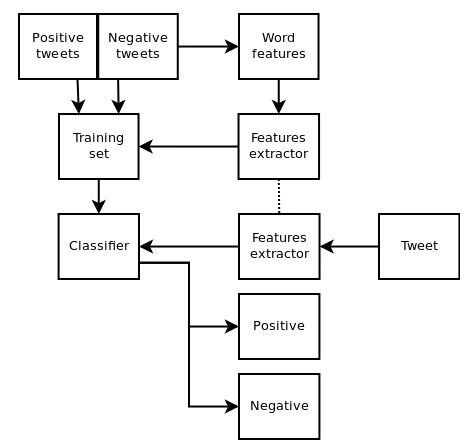 Positive
tweets
Negative
tweets
Word
features
Training
set
Features
extractor
Classifier
Features
extractor
Tweet
Positive
Negative